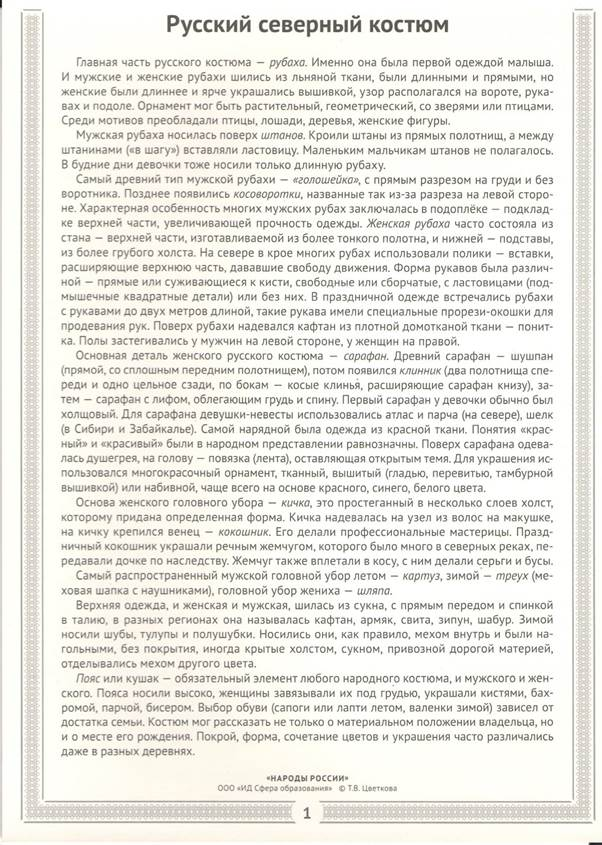 Русский северный костюм
Главная часть русского костюма — рубаха. Именно она была первой одеждой малыша.
И мужские и женские рубахи шились из льняной ткани, были длинными и прямыми, но
женские были длиннее и ярче украшались вышивкой, узор располагался на вороте, рука-
вах и подоле. Орнамент мог быть растительный, геометрический, со зверями или птицами.
Среди мотивов преобладали птицы, лошади, деревья, женские фигуры.
Мужская рубаха носилась поверх штанов. Кроили штаны из прямых полотнищ, а между
штанинами («в шагу») вставляли ластовицу. Маленьким мальчикам штанов не полагалось.
В будние дни девочки тоже носили только длинную рубаху.
Самый древний тип мужской рубахи — «голошейка», с прямым разрезом на груди и без
воротника. Позднее появились косоворотки, названные так из-за разреза на левой сторо-
не. Характерная особенность многих мужских рубах заключалась в подоплёке — подклад-
ке верхней части, увеличивающей прочность одежды. Женская рубаха часто состояла из
стана — верхней части, изготавливаемой из более тонкого полотна, и нижней — подставы,
из более грубого холста. На севере в крое многих рубах использовали полики — вставки,
расширяющие верхнюю часть, дававшие свободу движения. Форма рукавов была различ-
ной — прямые или суживающиеся к кисти, свободные или сборчатые, с ластовицами (под-
мышечные квадратные детали) или без них. В праздничной одежде встречались рубахи
с рукавами до двух метров длиной, такие рукава имели специальные прорези-окошки для
продевания рук. Поверх рубахи надевался кафтан из плотной домотканой ткани — понит-
ка. Полы застегивались у мужчин на левой стороне, у женщин на правой.
Основная деталь женского русского костюма — сарафан. Древний сарафан — шушпан
(прямой, со сплошным передним полотнищем), потом появился клинник (два полотнища спе-
реди и одно цельное сзади, по бокам — косые клинья, расширяющие сарафан книзу), за-
тем — сарафан с лифом, облегающим грудь и спину. Первый сарафан у девочки обычно был
холщовый. Для сарафана девушки-невесты использовались атлас и парча (на севере), шелк
(в Сибири и Забайкалье). Самой нарядной была одежда из красной ткани. Понятия «крас-
ный» и «красивый» были в народном представлении равнозначны. Поверх сарафана одева-
лась душегрея, на голову — повязка (лента), оставляющая открытым темя. Для украшения ис-
пользовался многокрасочный орнамент, тканный, вышитый (гладью, перевитью, тамбурной
вышивкой) или набивной, чаще всего на основе красного, синего, белого цвета.
Основа женского головного убора — кичка, это простеганный в несколько слоев холст,
которому придана определенная форма. Кичка надевалась на узел из волос на макушке,
на кичку крепился венец — кокошник. Его делали профессиональные мастерицы. Празд-
ничный кокошник украшали речным жемчугом, которого было много в северных реках, пе-
редавали дочке по наследству. Жемчуг также вплетали в косу, с ним делали серьги и бусы.
Самый распространенный мужской головной убор летом — картуз, зимой — треух (ме-
ховая шапка с наушниками), головной убор жениха — шляпа.
Верхняя одежда, и женская и мужская, шилась из сукна, с прямым передом и спинкой
в талию, в разных регионах она называлась кафтан, армяк, свита, зипун, шабур. Зимой
носили шубы, тулупы и полушубки. Носились они, как правило, мехом внутрь и были на-
гольными, без покрытия, иногда крытые холстом, сукном, привозной дорогой материей,
отделывались мехом другого цвета.
Пояс или кушак — обязательный элемент любого народного костюма, и мужского и жен-
ского. Пояса носили высоко, женщины завязывали их под грудью, украшали кистями, бах-
ромой, парчой, бисером. Выбор обуви (сапоги или лапти летом, валенки зимой) зависел от
достатка семьи. Костюм мог рассказать не только о материальном положении владельца, но
и о месте его рождения. Покрой, форма, сочетание цветов и украшения часто различались
даже в разных деревнях.
«НАРОДЫ РОССИИ»
ООО «ИД Сфера образования» © Т.В. Цветкова
1